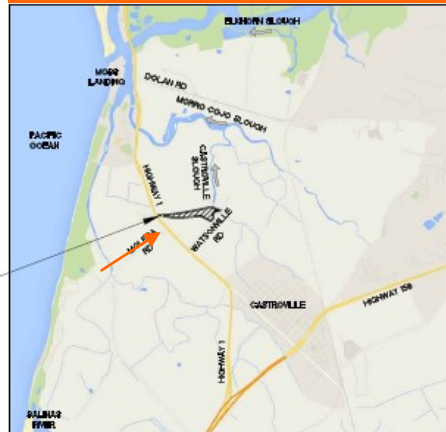 ELKHORN SLOUGH
MOSS
LANDING
DOLAN RD
MORRO COJO SLOUGH
PACIFIC
OCEAN
CASTROVILLE
SLOUGH
HIGHWAY 1
MOLERA
RD
WATSONVILLE
RD
CASTROVILLE
HIGHWAY 156
HIGHWAY 1
SALINAS
RIVER